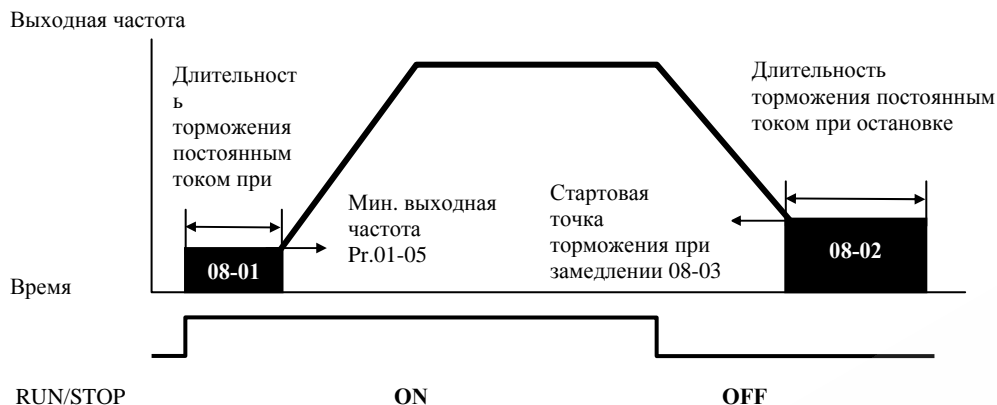 Выходная частота
Длительност
ь
торможения
постоянным
током при
Длительность
торможения постоянным
током при остановке
Мин. выходная
частота
Pr.01-05
Стартовая
точка
торможения при
замедлении 08-03
08-01
08-02
Время
RUN/STOP ON OFF